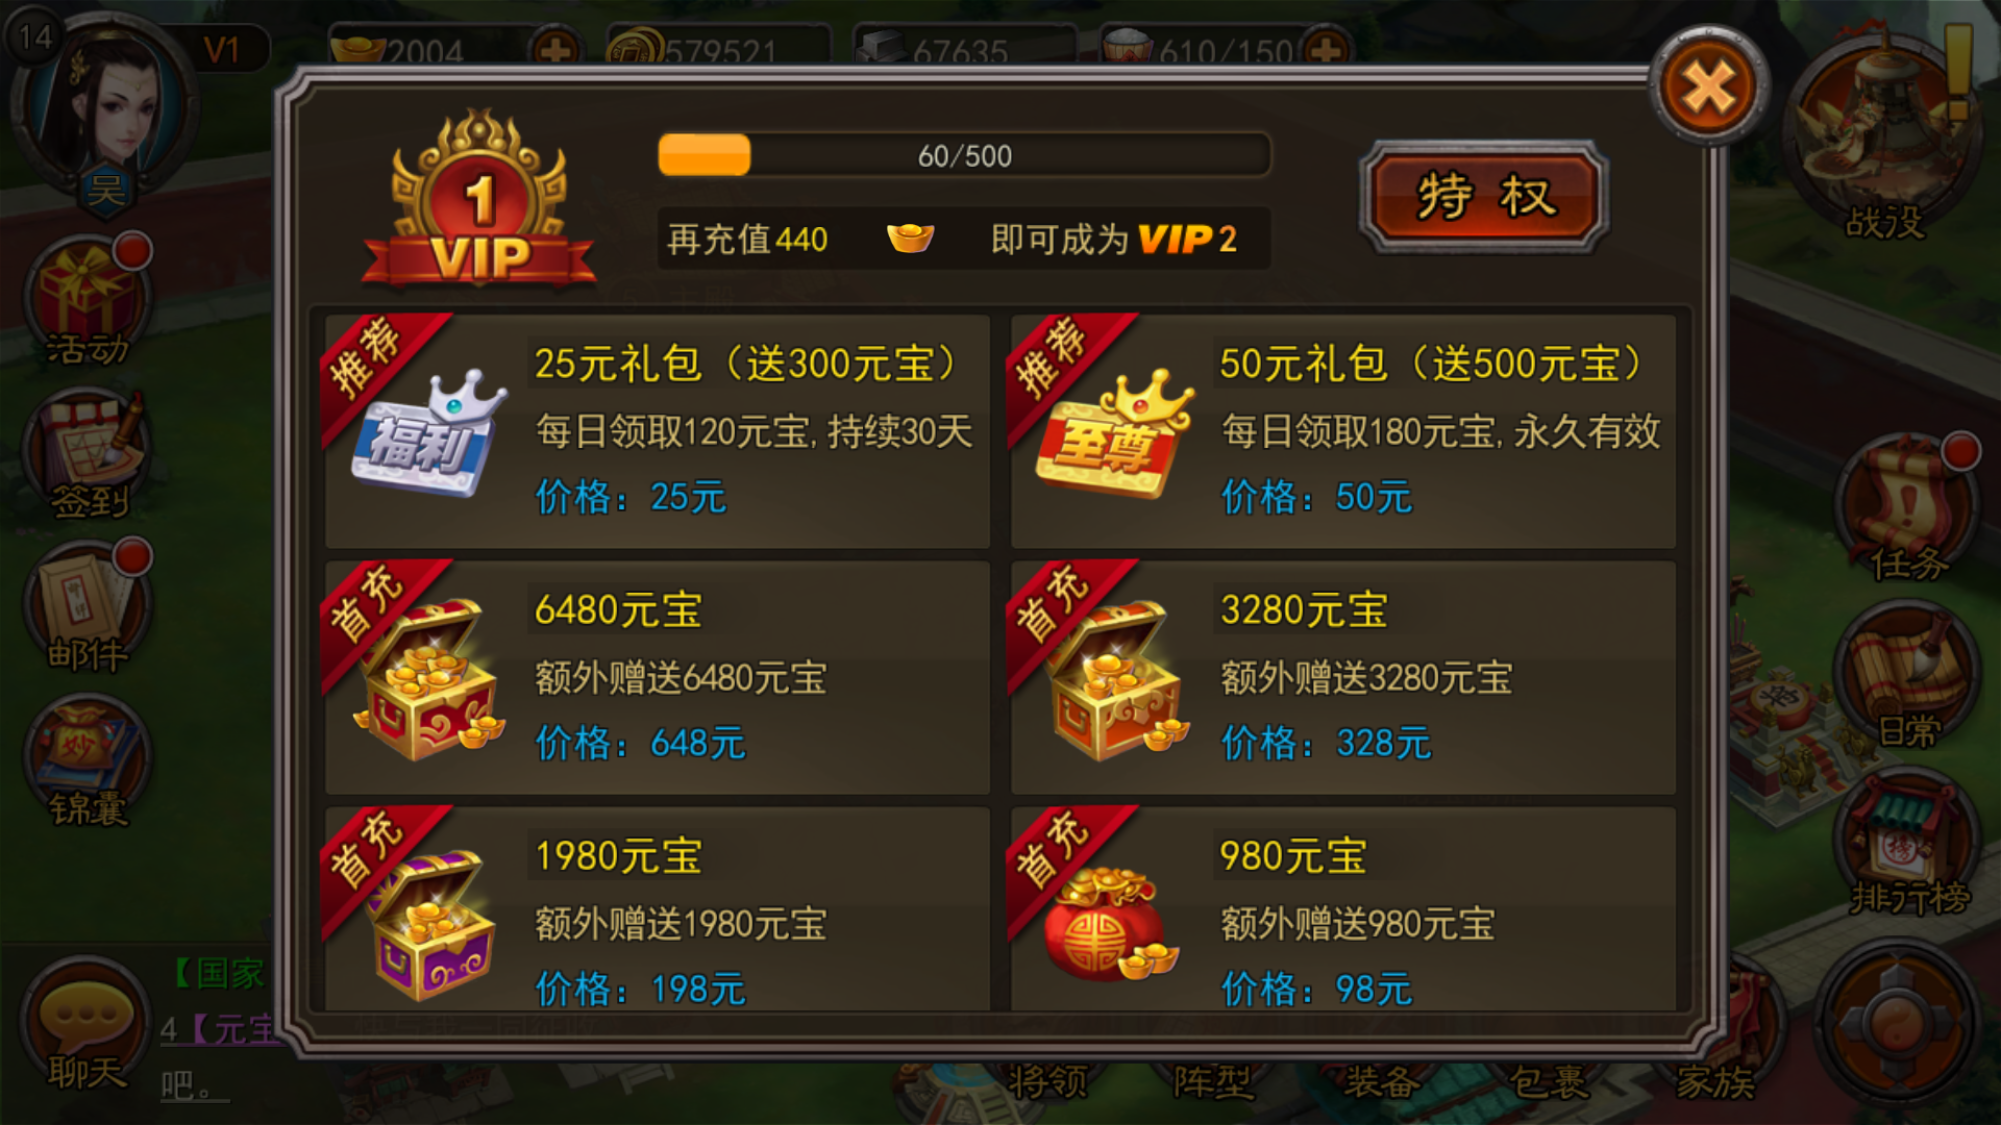 14
V1
2004
579521
67635
610/150
吴
1
VIP
60/500
再充值440
即可成为VIP2
特权
战役
活动
签到
邮件
锦囊
妙
推荐
福利
25元礼包（送300元宝）
每日领取120元宝,持续30天
价格：25元
推荐
至尊
50元礼包（送500元宝）
每日领取180元宝,永久有效
价格：50元
首充
6480元宝
额外赠送6480元宝
价格：648元
首充
3280元宝
额外赠送3280元宝
价格：328元
首充
1980元宝
额外赠送1980元宝
价格：198元
首充
980元宝
额外赠送980元宝
价格：98元
任务
日常
榜
排行榜
【国家
4【元宝
吧。
聊天
将领
阵型
装备
包裹
家族